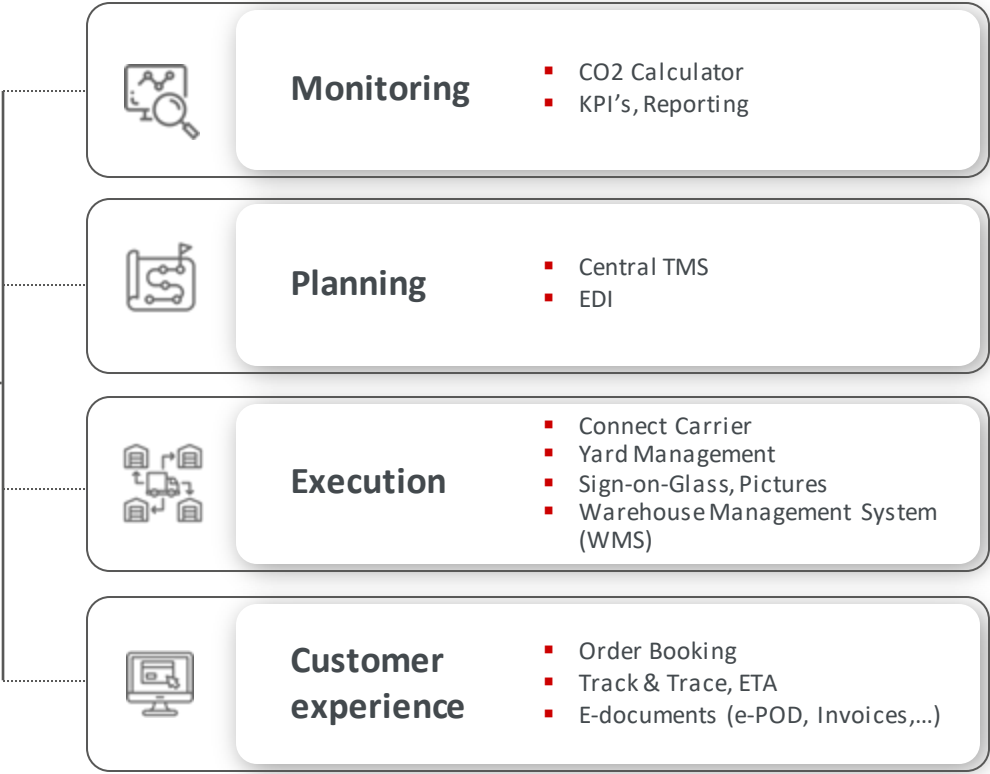 Monitoring
CO2 Calculator
KPI’s, Reporting
Planning
Central TMS
EDI
Execution
Connect Carrier
Yard Management
Sign-on-Glass, Pictures
Warehouse Management System
(WMS)
Customer
experience
Order Booking
Track & Trace, ETA
E-documents (e-POD, Invoices,…)